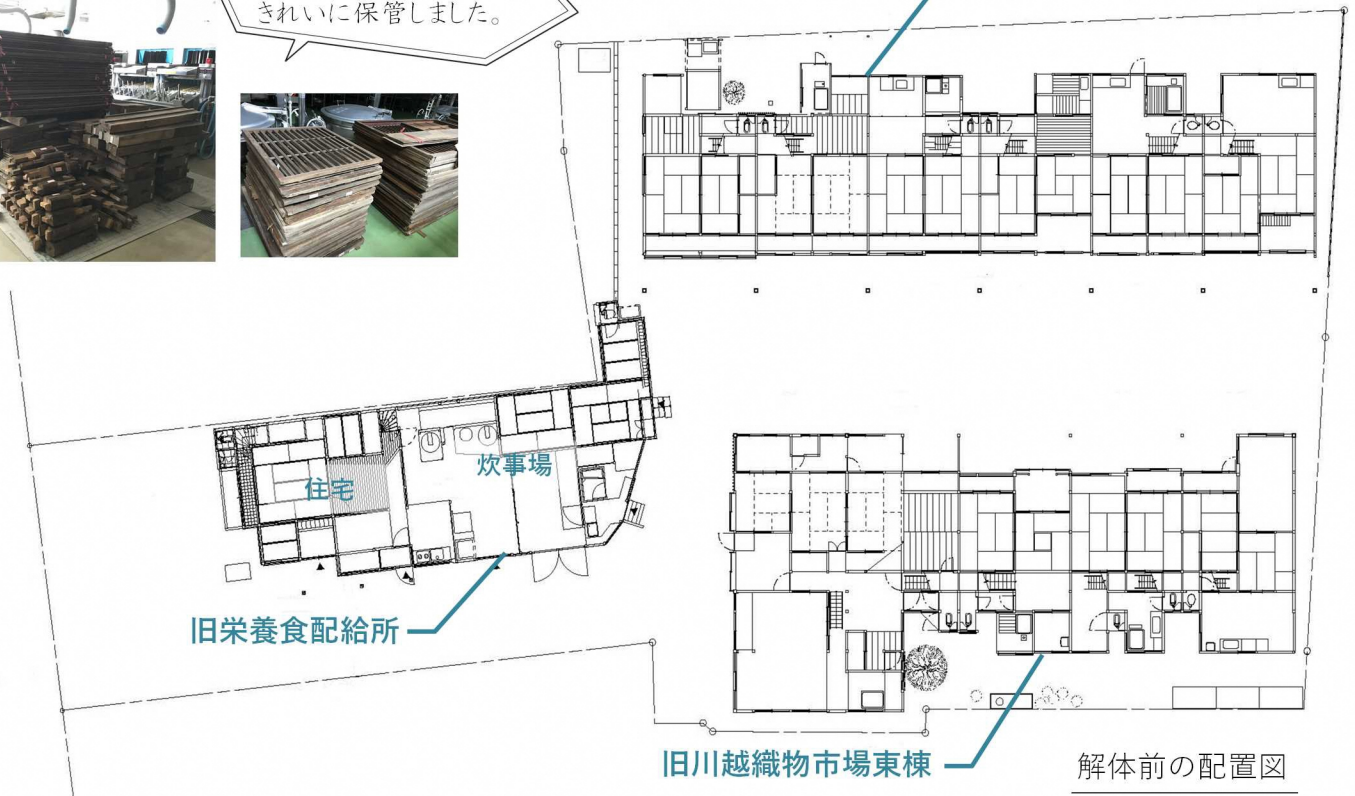 きれいに保管しました。
住宅
炊事場
旧栄養食配給所
旧川越織物市場東棟
解体前の配置図